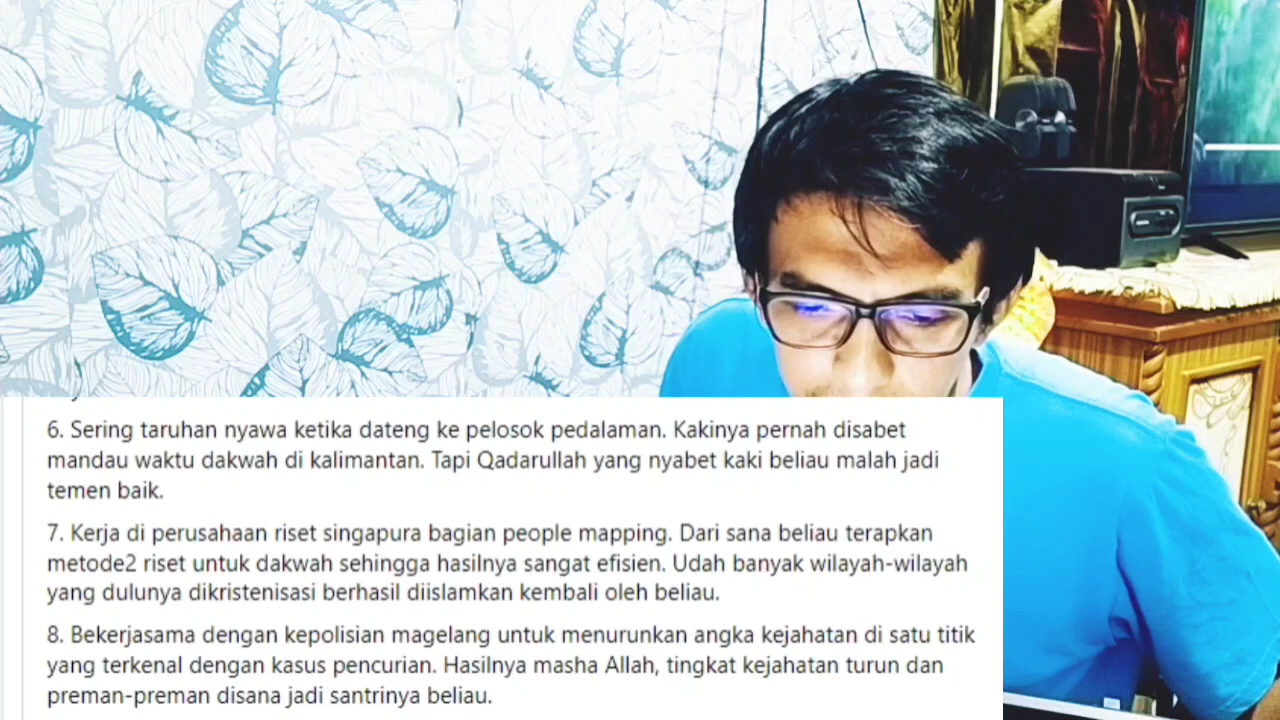 6. Sering taruhan nyawa ketika dateng ke pelosok pedalaman. Kakinya pernah disabet
mandau waktu dakwah di kalimantan. Tapi Qadarullah yang nyabet kaki beliau malah jadi
temen baik.
7. Kerja di perusahaan riset singapura bagian people mapping. Dari sana beliau terapkan
metode2 riset untuk dakwah sehingga hasilnya sangat efisien. Udah banyak wilayah-wilayah
yang dulunya dikristenisasi berhasil diislamkan kembali oleh beliau.
8. Bekerjasama dengan kepolisian magelang untuk menurunkan angka kejahatan di satu titik
yang terkenal dengan kasus pencurian. Hasilnya masha Allah, tingkat kejahatan turun dan
preman-preman disana jadi santrinya beliau.